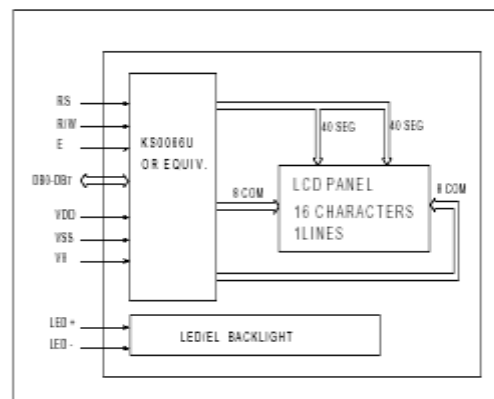 RS
R/W
E
DB0-DB7
VDD
VSS
LED +
LED -
KS0066U
OR EQUIV.
40 SEG
40 SEG
8 COM
8 COM
LCD PANEL
16 CHARACTERS
1LINES
LED/EL BACKLIGHT